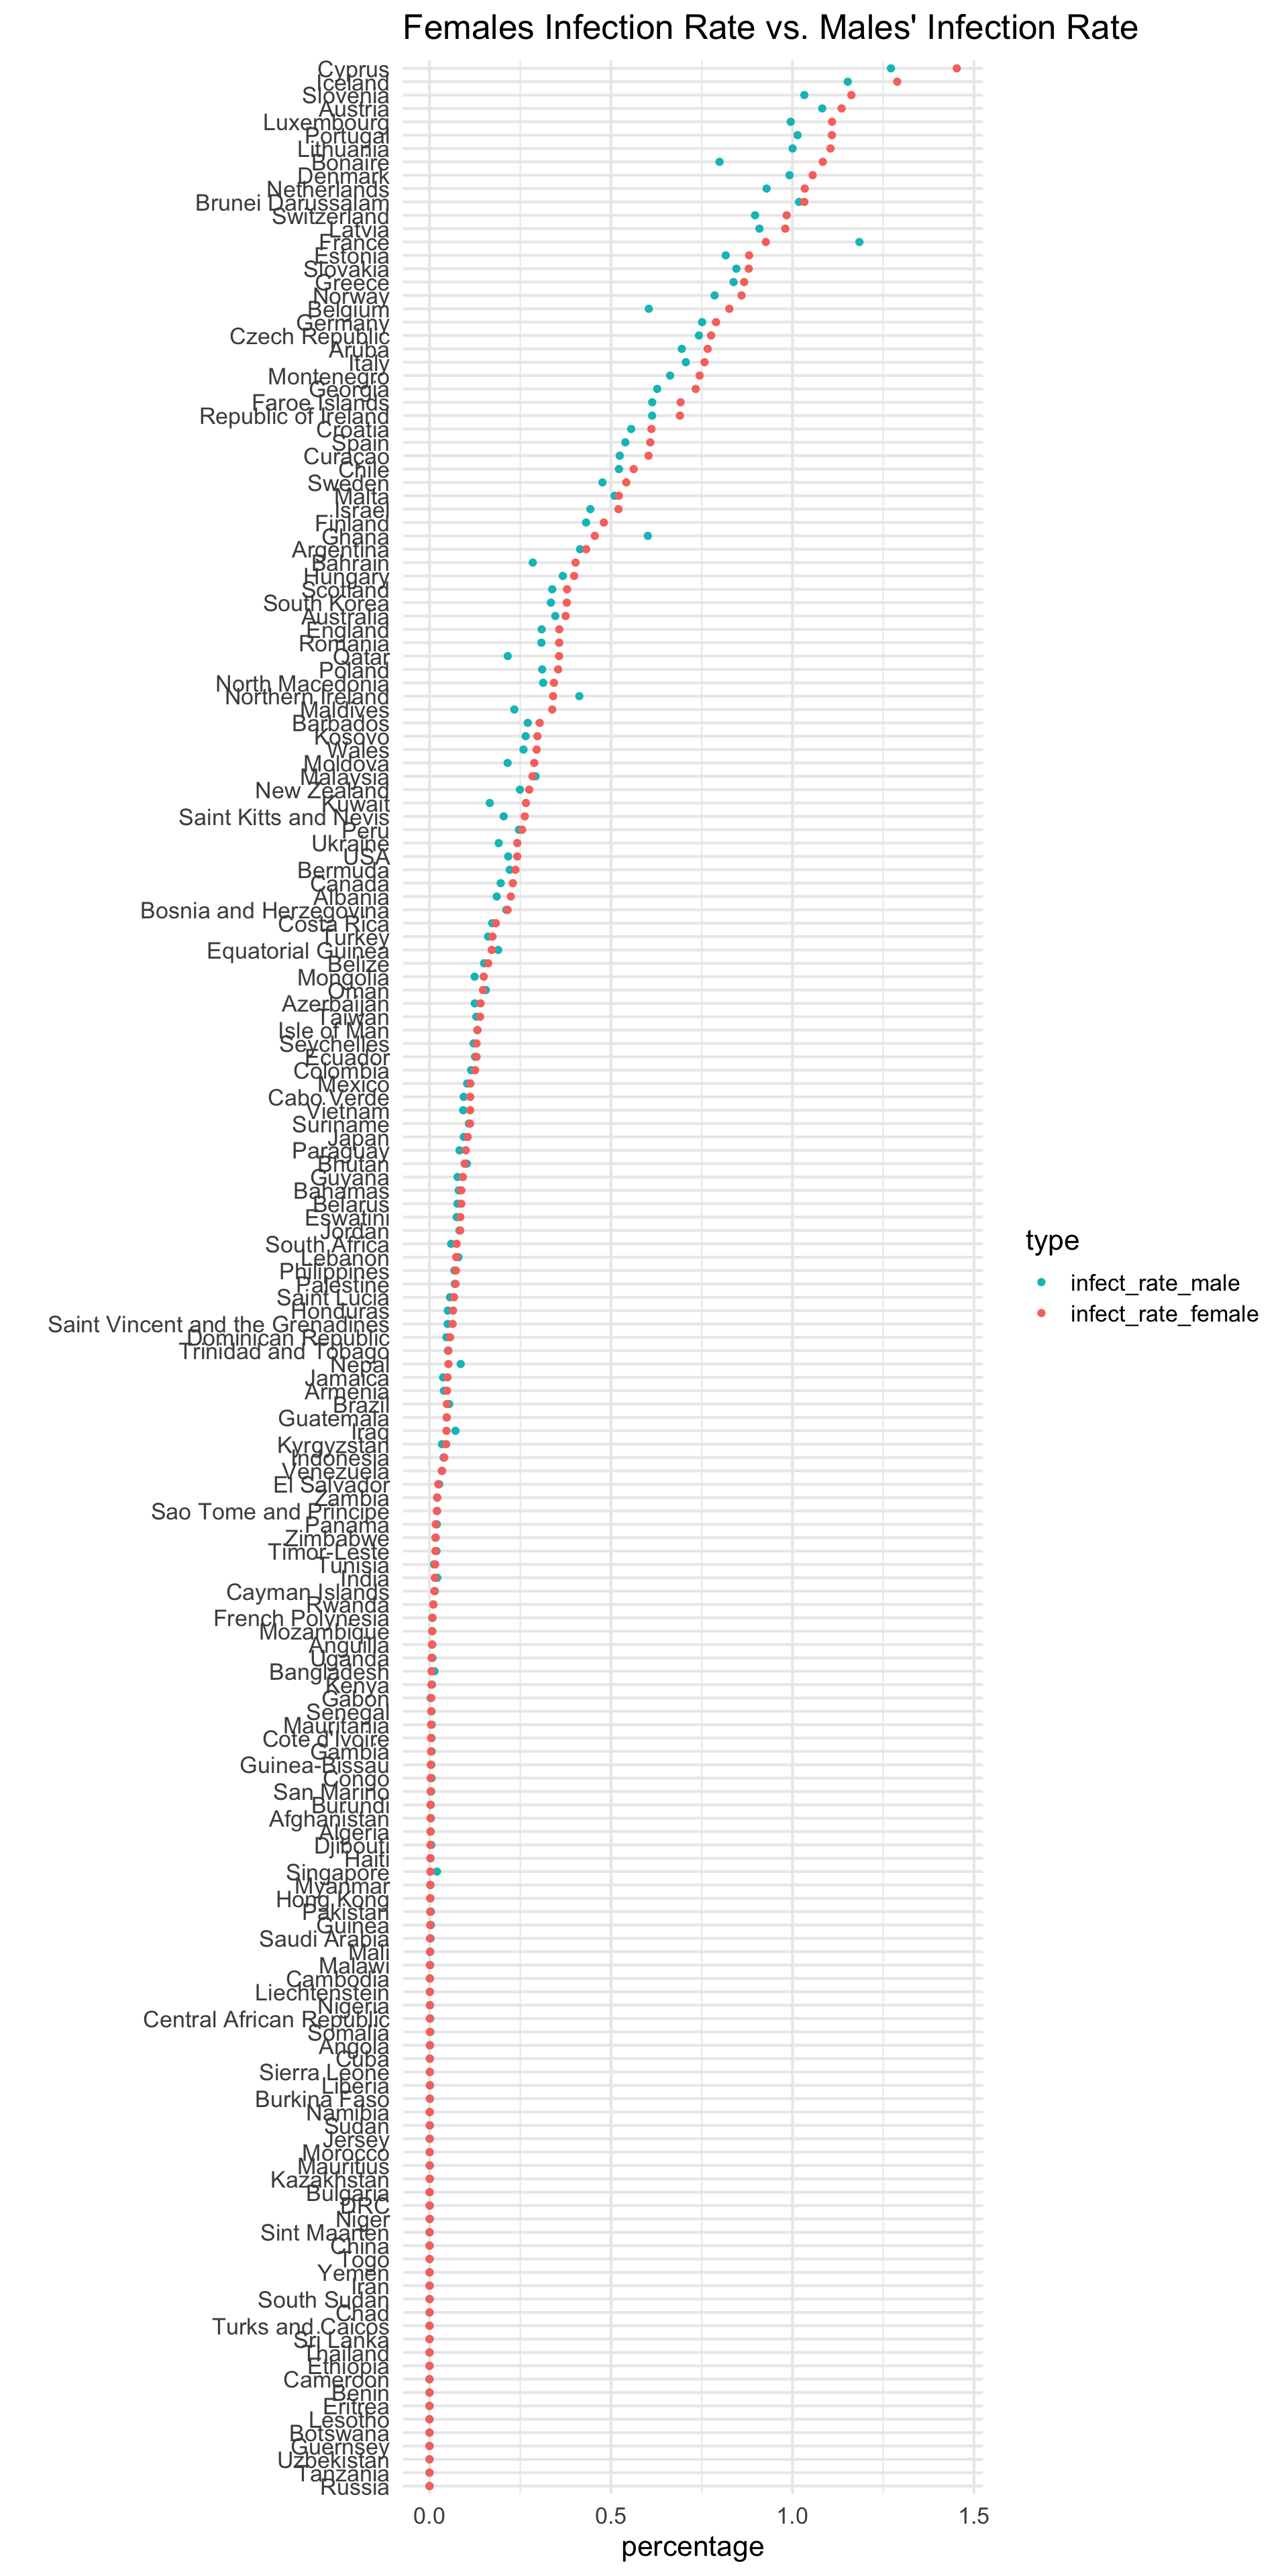 Females Infection Rate vs. Males' Infection Rate
Cyprus
Iceland
Slovenia
Austria
Luxembourg
Portugal
Lithuania
Bonaire
Denmark
Netherlands
Brunei Darussalam
Switzerland
Latvia
France
Estonia
Slovakia
Greece
Norway
Belgium
Germany
Czech Republic
Aruba
Italy
Montenegro
Georgia
Faroe Islands
Republic of Ireland
Croatia
Spain
Curaçao
Chile
Sweden
Malta
Israel
Finland
Ghana
Argentina
Bahrain
Hungary
Scotland
South Korea
Australia
England
Romania
Qatar
Poland
North Macedonia
Northern Ireland
Maldives
Barbados
Kosovo
Wales
Moldova
Malaysia
New Zealand
Kuwait
Saint Kitts and Nevis
Peru
Ukraine
USA
Bermuda
Canada
Albania
Bosnia and Herzegovina
Costa Rica
Turkey
Equatorial Guinea
Belize
Mongolia
Oman
Azerbaijan
Taiwan
Isle of Man
Seychelles
Ecuador
Colombia
Mexico
Cabo Verde
Vietnam
Suriname
Japan
Paraguay
Bhutan
Guyana
Bahamas
Belarus
Eswatini
Jordan
South Africa
Lebanon
Philippines
Palestine
Saint Lucia
Honduras
Saint Vincent and the Grenadines
Dominican Republic
Trinidad and Tobago
Nepal
Jamaica
Armenia
Brazil
Guatemala
Iraq
Kyrgyzstan
Indonesia
Venezuela
El Salvador
Zambia
Sao Tome and Principe
Panama
Zimbabwe
Timor-Leste
Tunisia
India
Cayman Islands
Rwanda
French Polynesia
Mozambique
Anguilla
Uganda
Bangladesh
Kenya
Gabon
Senegal
Mauritania
Cote d'Ivoire
Gambia
Guinea-Bissau
Congo
San Marino
Burundi
Afghanistan
Algeria
Djibouti
Haiti
Singapore
Myanmar
Hong Kong
Pakistan
Guinea
Saudi Arabia
Mali
Malawi
Cambodia
Liechtenstein
Nigeria
Central African Republic
Somalia
Angola
Cuba
Sierra Leone
Liberia
Burkina Faso
Namibia
Sudan
Jersey
Morocco
Mauritius
Kazakhstan
Bulgaria
DRC
Niger
Sint Maarten
China
Togo
Yemen
Iran
South Sudan
Chad
Turks and Caicos
Sri Lanka
Thailand
Ethiopia
Cameroon
Benin
Eritrea
Lesotho
Botswana
Guernsey
Uzbekistan
Tanzania
Russia
0.0 0.5 1.0 1.5
percentage
type
infect_rate_male
infect_rate_female